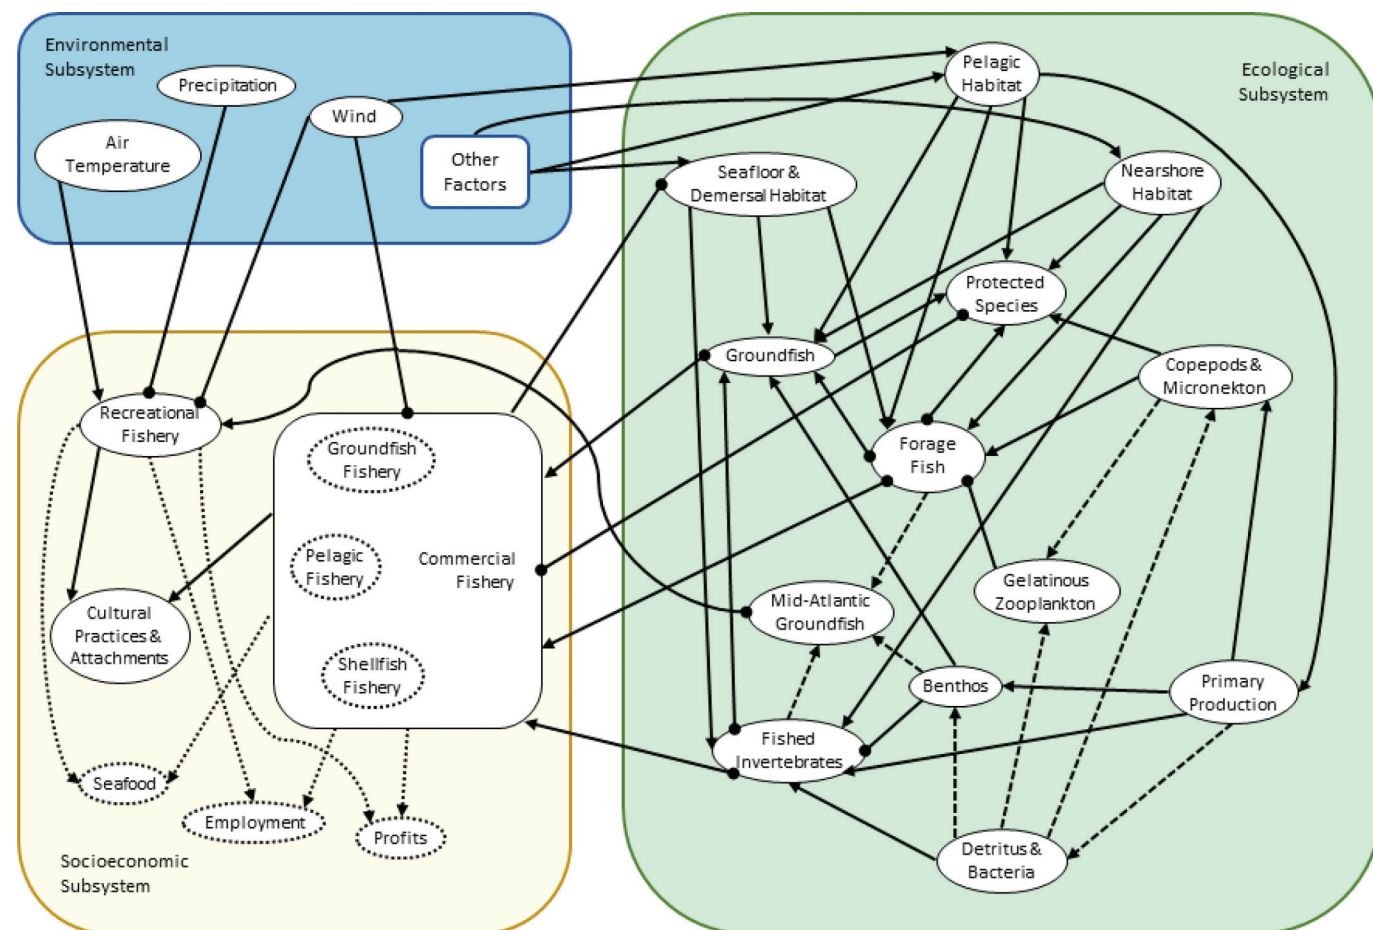 Environmental
Subsystem
Precipitation
Wind
Air
Temperature
Other
Factors
Pelagic
Habitat
Ecological
Subsystem
Seafloor &
Demersal Habitat
Nearshore
Habitat
Protected
Species
Groundfish
Copepods &
Micronekton
Forage
Fish
Gelatinous
Zooplankton
Mid-Atlantic
Groundfish
Benthos
Primary
Production
Fished
Invertebrates
Detritus &
Bacteria
Recreational
Fishery
Groundfish
Fishery
Pelagic
Fishery
Commercial
Fishery
Shellfish
Fishery
Cultural
Practices &
Attachments
Seafood
Employment
Profits
Socioeconomic
Subsystem